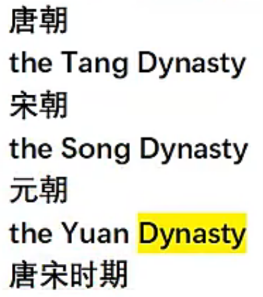 唐朝
the Tang Dynasty
宋朝
the Song Dynasty
元朝
the Yuan Dynasty
唐宋时期